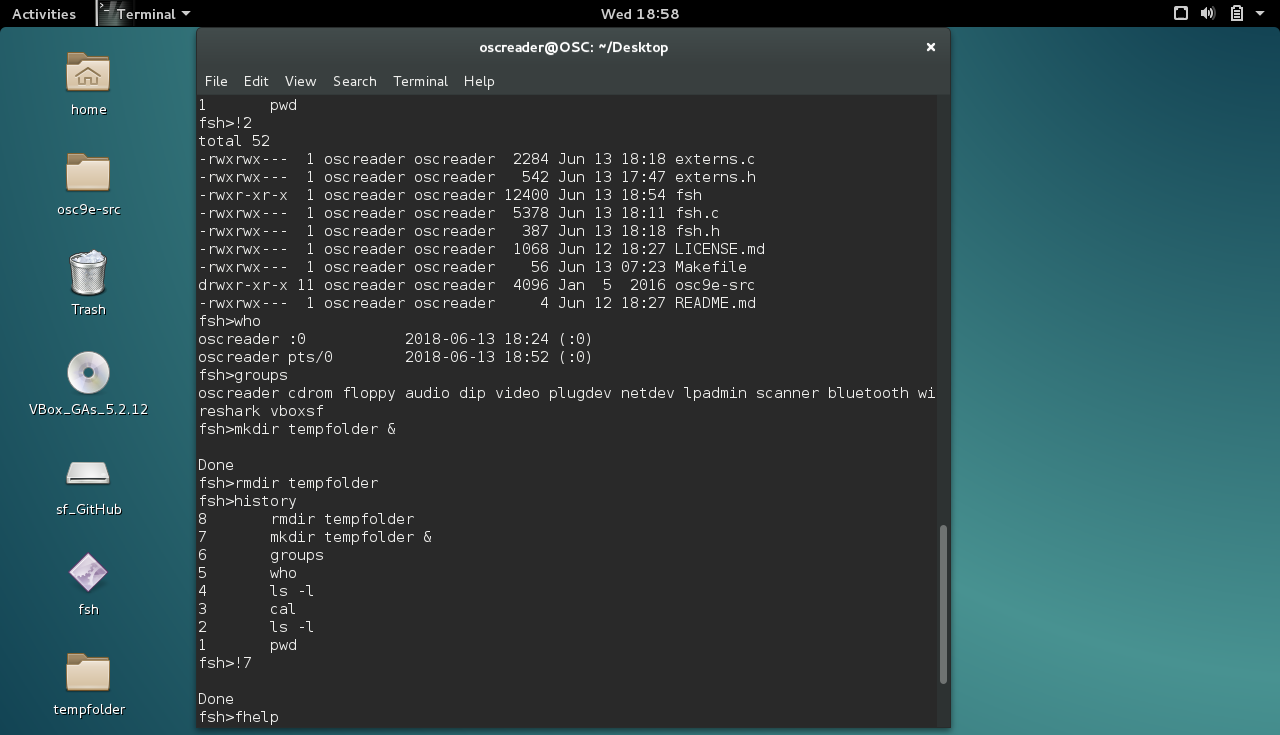 Activities
Terminal
Wed 18:58
home
osc9e-src
Trash
VBox_GAs_5.2.12
sf_GitHub
fsh
tempfolder
oscreader@OSC: ~/Desktop
File Edit View Search Terminal Help
1       pwd
fsh>!2
total 52
-rwxrwx---  1 oscreader oscreader  2284 Jun 13 18:18 externs.c
-rwxrwx---  1 oscreader oscreader   542 Jun 13 17:47 externs.h
-rwxr-xr-x  1 oscreader oscreader 12400 Jun 13 18:54 fsh
-rwxrwx---  1 oscreader oscreader  5378 Jun 13 18:11 fsh.c
-rwxrwx---  1 oscreader oscreader   387 Jun 13 18:18 fsh.h
-rwxrwx---  1 oscreader oscreader  1068 Jun 12 18:27 LICENSE.md
-rwxrwx---  1 oscreader oscreader    56 Jun 13 07:23 Makefile
drwxr-xr-x 11 oscreader oscreader  4096 Jan  5  2016 osc9e-src
-rwxrwx---  1 oscreader oscreader     4 Jun 12 18:27 README.md
fsh>who
oscreader :0           2018-06-13 18:24 (:0)
oscreader pts/0        2018-06-13 18:52 (:0)
fsh>groups
oscreader cdrom floppy audio dip video plugdev netdev lpadmin scanner bluetooth wi
reshark vboxsf
fsh>mkdir tempfolder &
Done
fsh>rmdir tempfolder
fsh>history
8       rmdir tempfolder
7       mkdir tempfolder &
6       groups
5       who
4       ls -l
3       cal
2       ls -l
1       pwd
fsh>!7
Done
fsh>fhelp